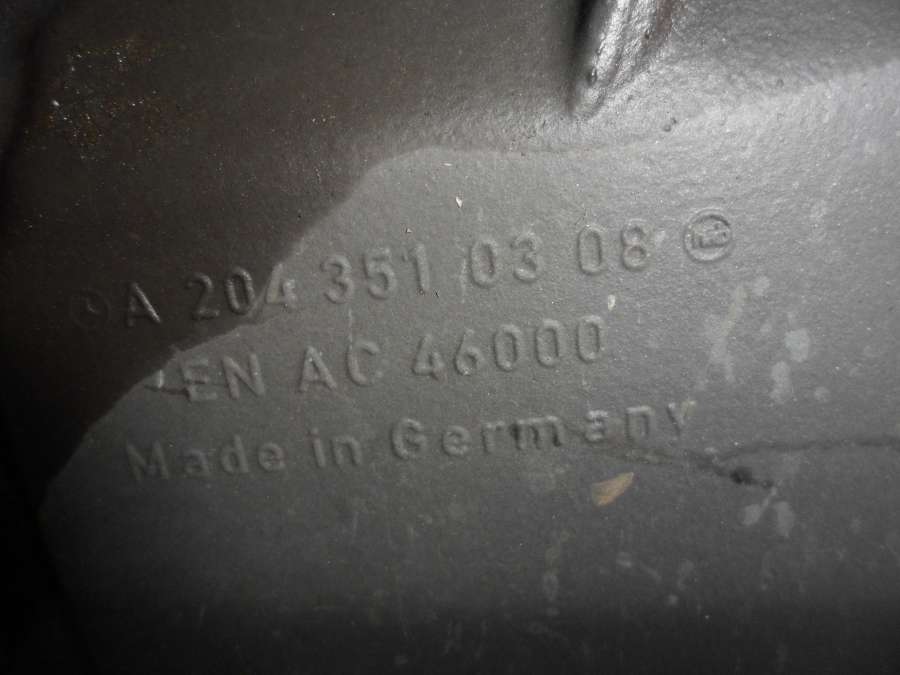 A 204 351 03 08
EN AC 46000
Made in Germany